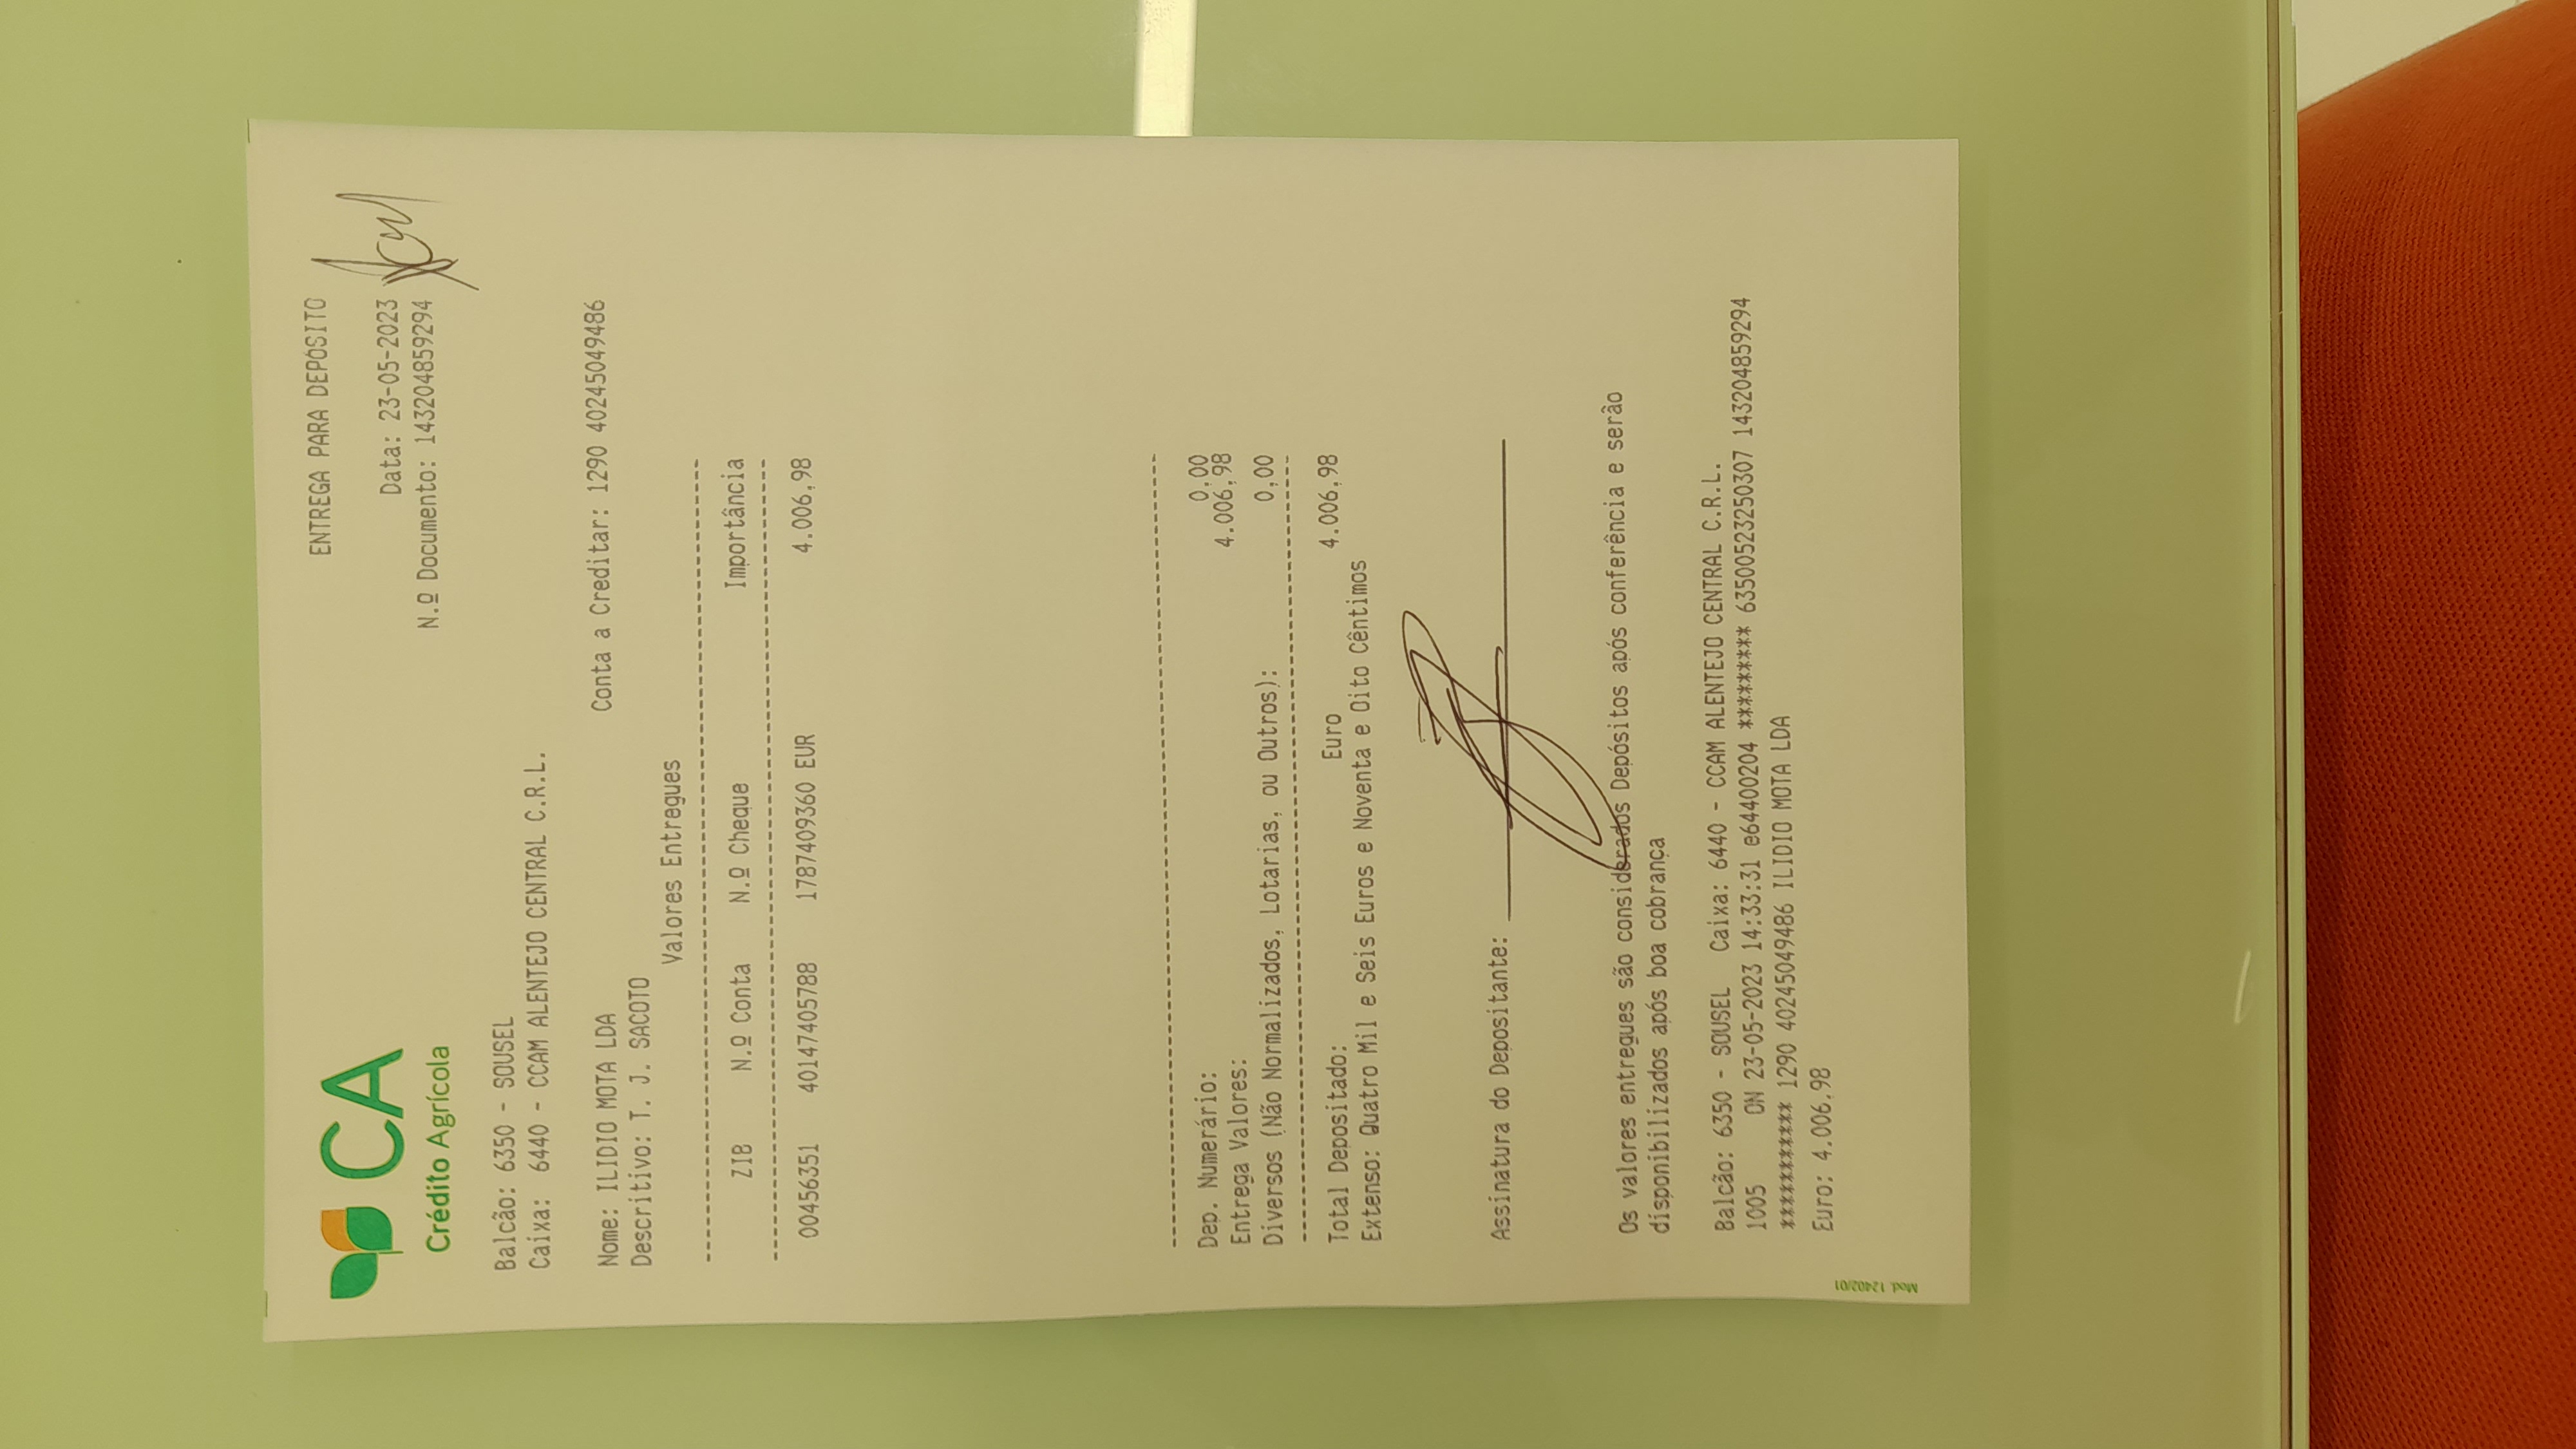 CA
Crédito Agrícola
ENTREGA PARA DEPÓSITO
Data: 23-05-2023
N.º Documento: 143204859294
Balcão: 6350 - SOUSEL
Caixa: 6440 - CCAM ALENTEJO CENTRAL C.R.L.
Conta a Creditar: 1290 40245049486
Nome: ILIDIO MOTA LDA
Descritivo: T. J. SACOTO
Valores Entregues
ZIB N.º Conta N.º Cheque Importância
00456351 40147405788 1787409360 EUR 4.006,98
Dep. Numerário: 0,00
Entrega Valores: 4.006,98
Diversos (Não Normalizados, Lotarias, ou Outros): 0,00
Total Depositado: Euro 4.006,98
Extenso: Quatro Mil e Seis Euros e Noventa e Oito Cêntimos
Assinatura do Depositante:
Os valores entregues são considerados Depósitos após conferência e serão
disponibilizados após boa cobrança
Balcão: 6350 - SOUSEL Caixa: 6440 - CCAM ALENTEJO CENTRAL C.R.L.
1005 ON 23-05-2023 14:33:31 e64400204 ********* 6350052325250307 143204859294
*********** 1290 40245049486 ILIDIO MOTA LDA
Euro: 4.006,98
Mod. 12402/01